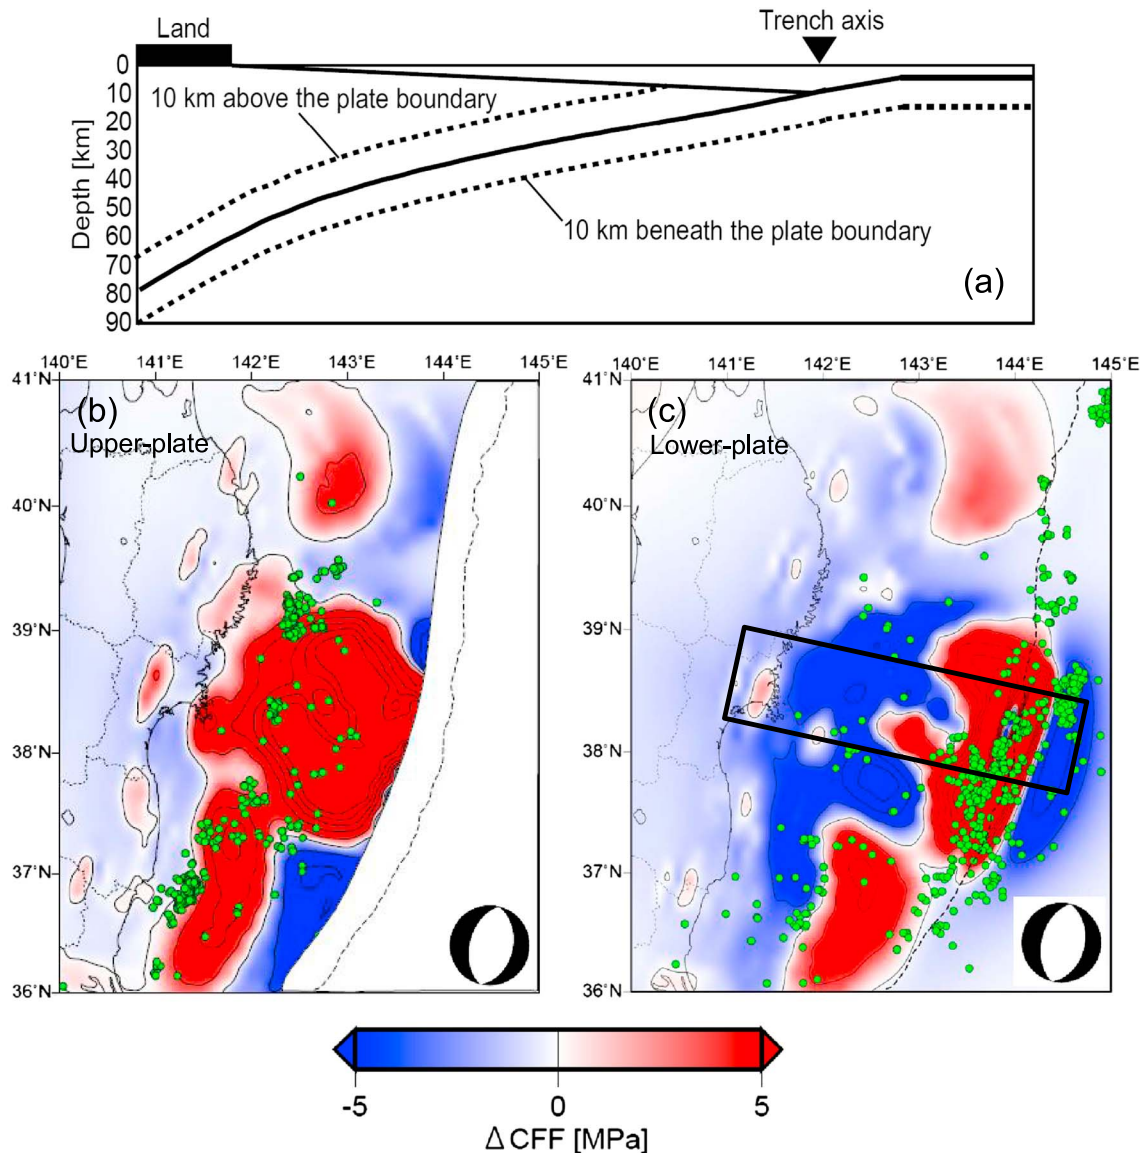 Land
Trench axis
0
10
20
30
40
50
60
70
80
90
Depth [km]
10 km above the plate boundary
10 km beneath the plate boundary
(a)
140°E 141°E 142°E 143°E 144°E 145°E
41°N
40°N
39°N
38°N
37°N
36°N
(b)
Upper-plate
140°E 141°E 142°E 143°E 144°E 145°E
41°N
40°N
39°N
38°N
37°N
36°N
(c)
Lower-plate
-5 0 5
Δ CFF [MPa]